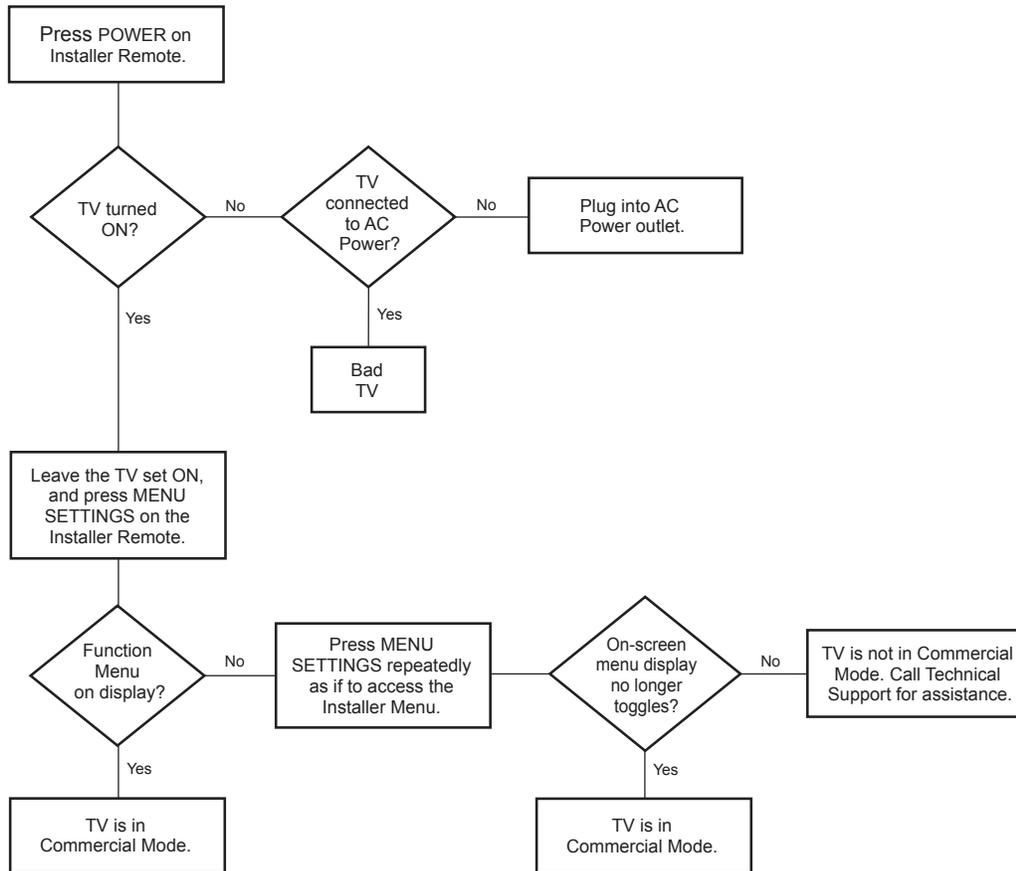 Press POWER on
Installer Remote.
TV turned
ON?
No
TV
connected
to AC
Power?
No
Plug into AC
Power outlet.
Yes
Yes
Bad
TV
Leave the TV set ON,
and press MENU
SETTINGS on the
Installer Remote.
Function
Menu
on display?
No
Press MENU
SETTINGS repeatedly
as if to access the
Installer Menu.
On-screen
menu display
no longer
toggles?
No
TV is not in Commercial
Mode. Call Technical
Support for assistance.
Yes
Yes
TV is in
Commercial Mode.
TV is in
Commercial Mode.